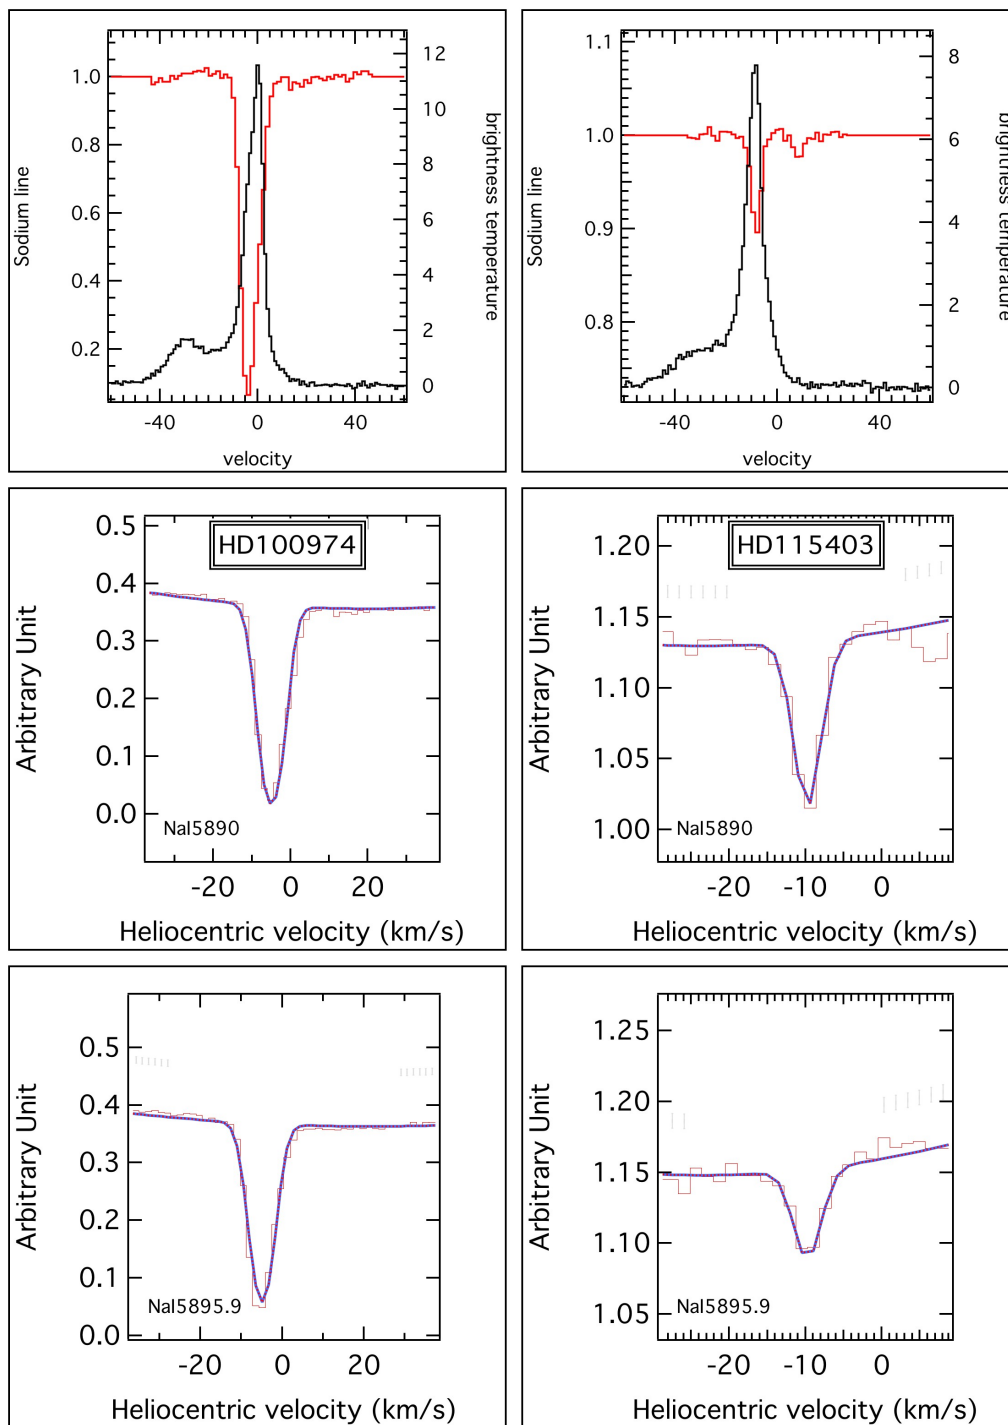 1.0
0.8
0.6
0.4
0.2
Sodium line
12
10
8
6
4
2
0
brightness temperature
-40 0 40
velocity
1.1
1.0
0.9
0.8
Sodium line
8
6
4
2
0
brightness temperature
-40 0 40
velocity
HD100974
0.5
0.4
0.3
0.2
0.1
0.0
Arbitrary Unit
NaI5890
-20 0 20
Heliocentric velocity (km/s)
HD115403
1.20
1.15
1.10
1.05
1.00
Arbitrary Unit
NaI5890
-20 -10 0
Heliocentric velocity (km/s)
0.5
0.4
0.3
0.2
0.1
0.0
Arbitrary Unit
NaI5895.9
-20 0 20
Heliocentric velocity (km/s)
1.25
1.20
1.15
1.10
1.05
Arbitrary Unit
NaI5895.9
-20 -10 0
Heliocentric velocity (km/s)